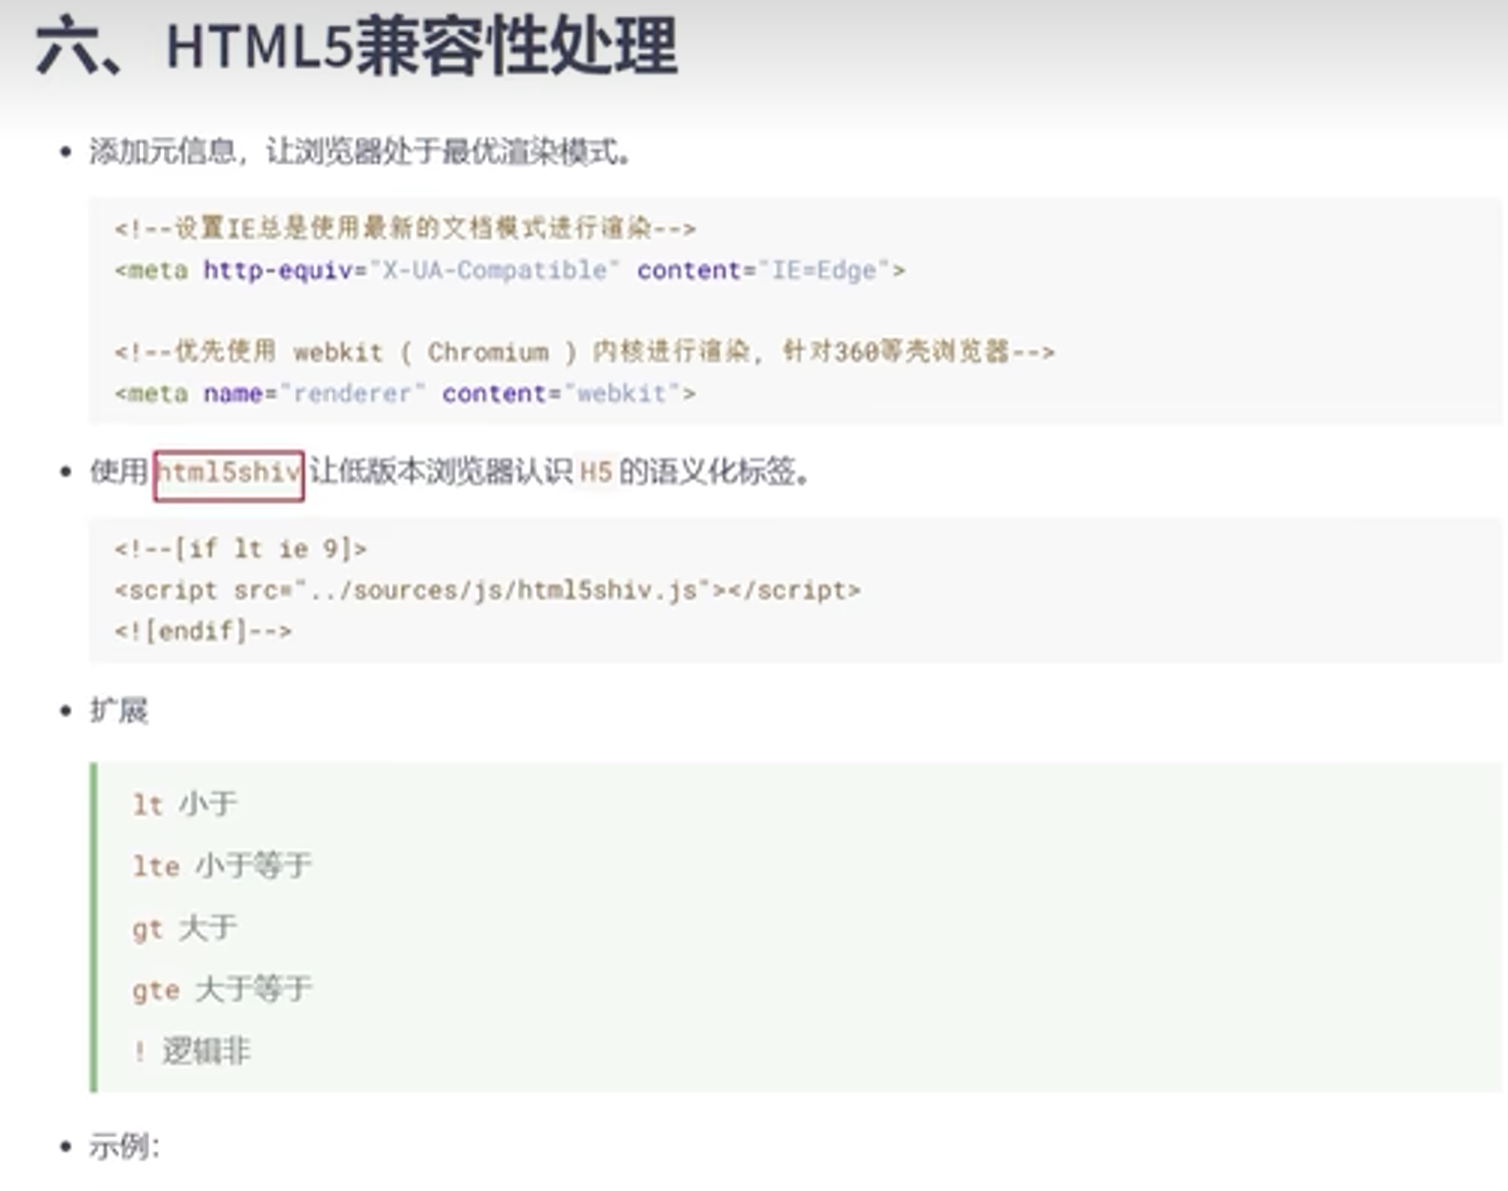 六、HTML5兼容性处理
• 添加元信息，让浏览器处于最优渲染模式。
<!--设置IE总是使用最新的文档模式进行渲染-->
<meta http-equiv="X-UA-Compatible" content="IE=Edge">
<!--优先使用 webkit ( Chromium ) 内核进行渲染, 针对360等壳浏览器-->
<meta name="renderer" content="webkit">
• 使用 html5shiv 让低版本浏览器认识 H5 的语义化标签。
<!--[if lt ie 9]>
<script src="../sources/js/html5shiv.js"></script>
<![endif]-->
• 扩展
lt 小于
lte 小于等于
gt 大于
gte 大于等于
! 逻辑非
• 示例：